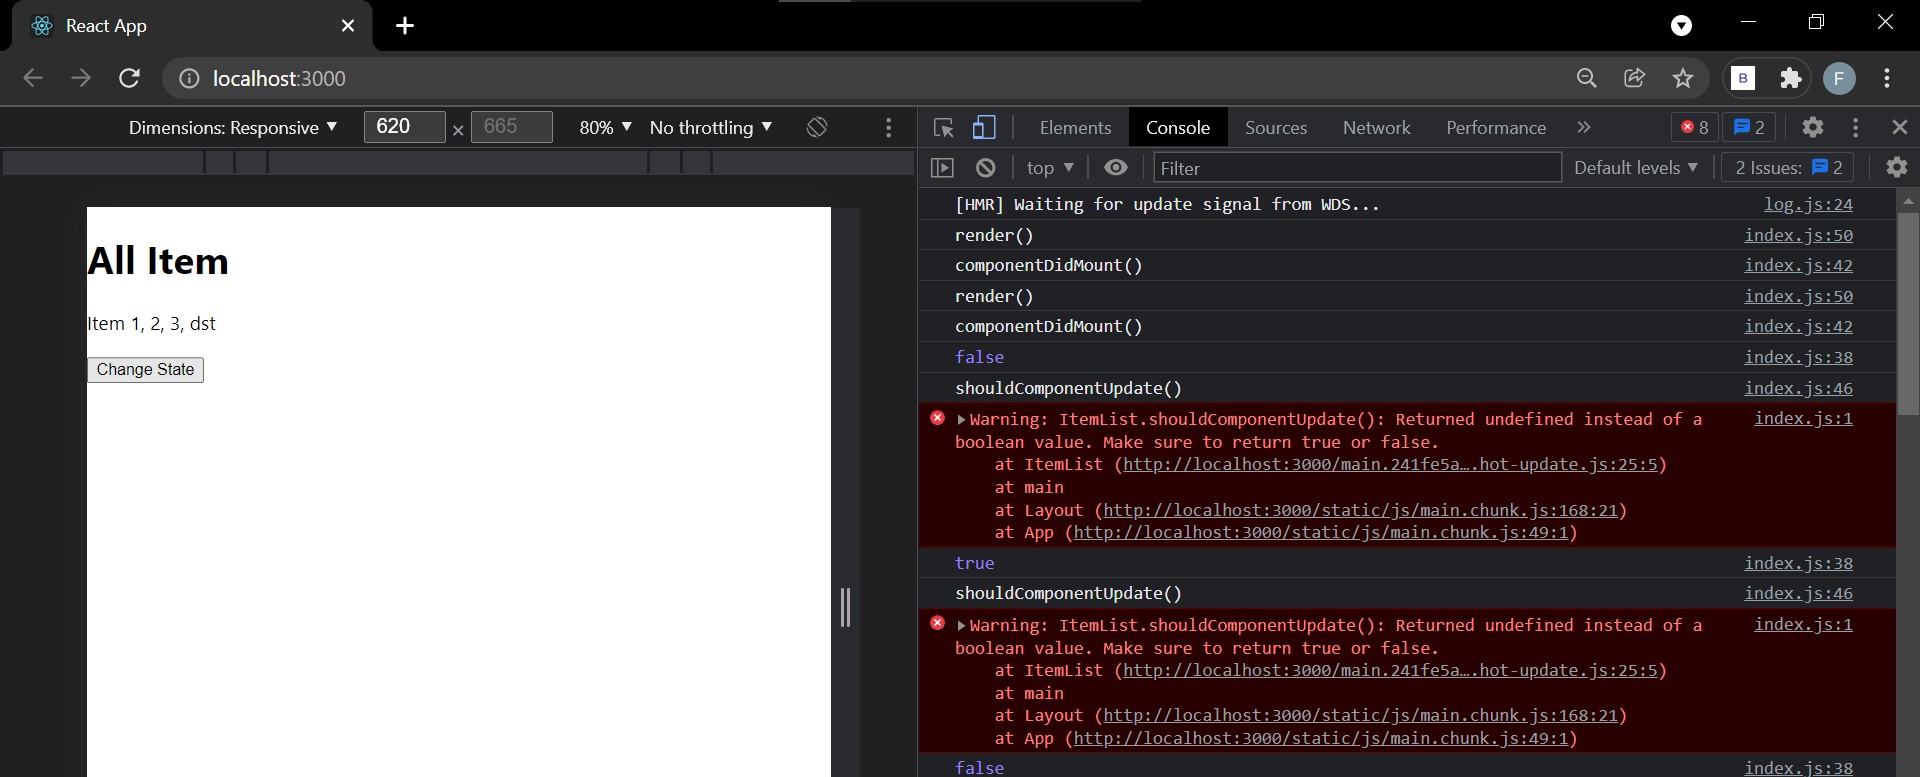 React App
localhost:3000
B
F
Dimensions: Responsive ▼ 620 × 665 80% ▼ No throttling ▼
Elements Console Sources Network Performance » 8 2
top ▼ Filter Default levels ▼ 2 Issues: 2
All Item
Item 1, 2, 3, dst
Change State
[HMR] Waiting for update signal from WDS... log.js:24
render() index.js:50
componentDidMount() index.js:42
render() index.js:50
componentDidMount() index.js:42
false index.js:38
shouldComponentUpdate() index.js:46
▶Warning: ItemList.shouldComponentUpdate(): Returned undefined instead of a index.js:1
boolean value. Make sure to return true or false.
at ItemList (http://localhost:3000/main.241fe5a….hot-update.js:25:5)
at main
at Layout (http://localhost:3000/static/js/main.chunk.js:168:21)
at App (http://localhost:3000/static/js/main.chunk.js:49:1)
true index.js:38
shouldComponentUpdate() index.js:46
▶Warning: ItemList.shouldComponentUpdate(): Returned undefined instead of a index.js:1
boolean value. Make sure to return true or false.
at ItemList (http://localhost:3000/main.241fe5a….hot-update.js:25:5)
at main
at Layout (http://localhost:3000/static/js/main.chunk.js:168:21)
at App (http://localhost:3000/static/js/main.chunk.js:49:1)
false index.js:38